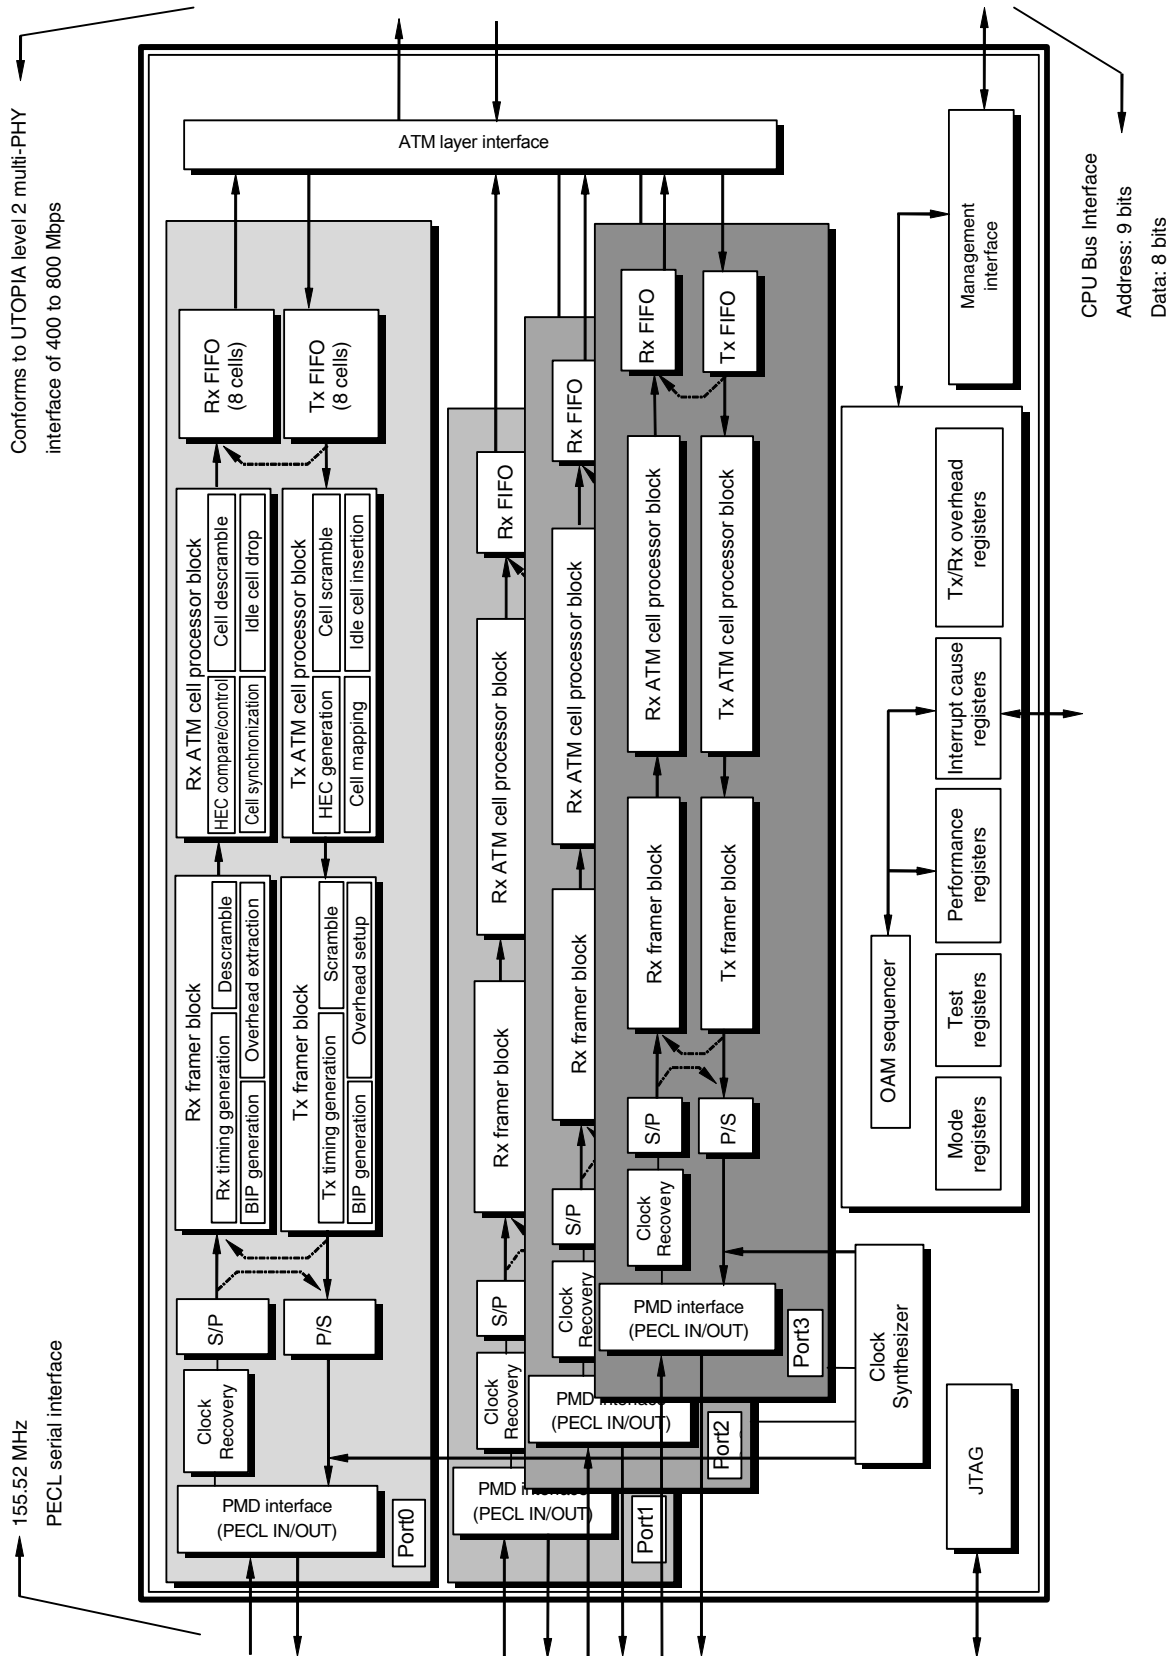 Conforms to UTOPIA level 2 multi-PHY
interface of 400 to 800 Mbps
155.52 MHz
PECL serial interface
ATM layer interface
Rx FIFO
(8 cells)
Tx FIFO
(8 cells)
Rx ATM cell processor block
HEC compare/control
Cell descramble
Cell synchronization
Idle cell drop
Tx ATM cell processor block
HEC generation
Cell scramble
Cell mapping
Idle cell insertion
Rx framer block
Rx timing generation
Descramble
BIP generation
Overhead extraction
Tx framer block
Tx timing generation
Scramble
BIP generation
Overhead setup
S/P
P/S
Clock
Recovery
PMD interface
(PECL IN/OUT)
Port0
Rx FIFO
Rx ATM cell processor block
Rx framer block
S/P
Clock
Recovery
PMD interface
(PECL IN/OUT)
Port1
Rx FIFO
Rx ATM cell processor block
Rx framer block
S/P
Clock
Recovery
PMD interface
(PECL IN/OUT)
Port2
Rx FIFO
Tx FIFO
Rx ATM cell processor block
Tx ATM cell processor block
Rx framer block
Tx framer block
S/P
P/S
Clock
Recovery
PMD interface
(PECL IN/OUT)
Port3
Management
interface
CPU Bus Interface
Address: 9 bits
Data: 8 bits
OAM sequencer
Mode
registers
Test
registers
Performance
registers
Interrupt cause
registers
Tx/Rx overhead
registers
Clock
Synthesizer
JTAG